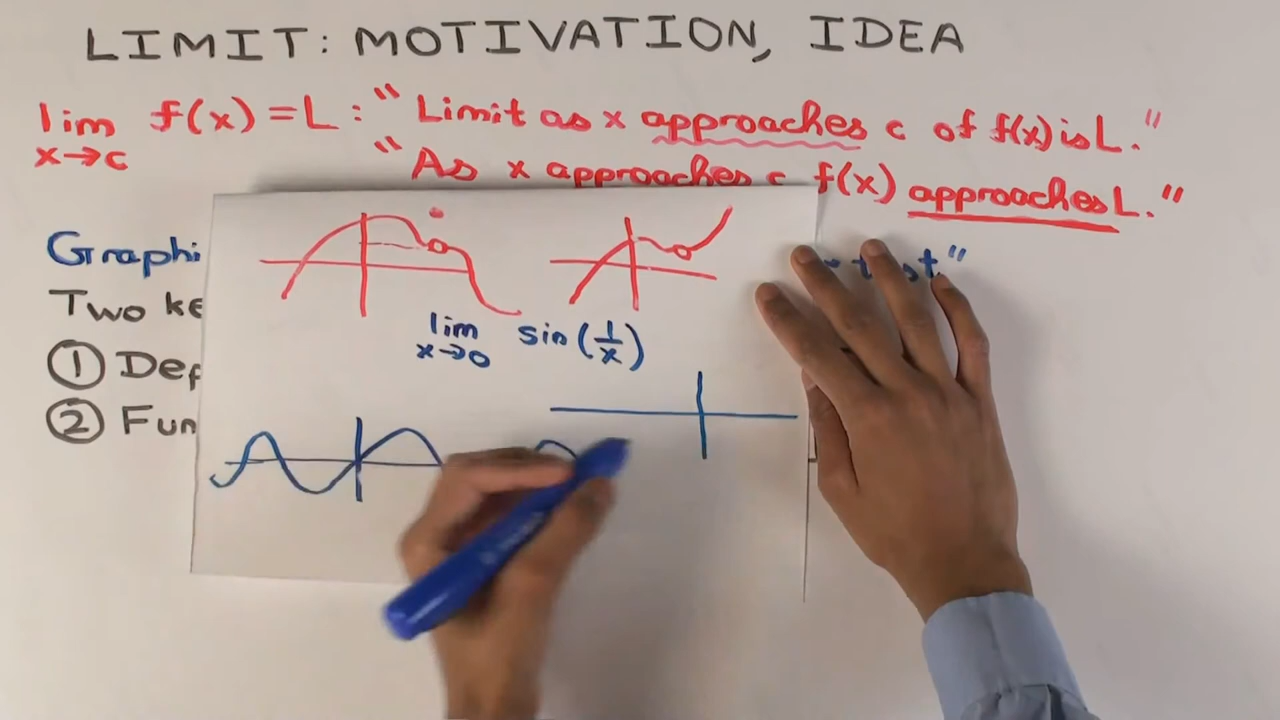 LIMIT: MOTIVATION, IDEA
lim x→c f(x) = L : "Limit as x approaches c of f(x) is L."
"As x approaches c f(x) approaches L."
Graphi
Two ke
① Def
② Fun
lim x→0 sin(1/x)